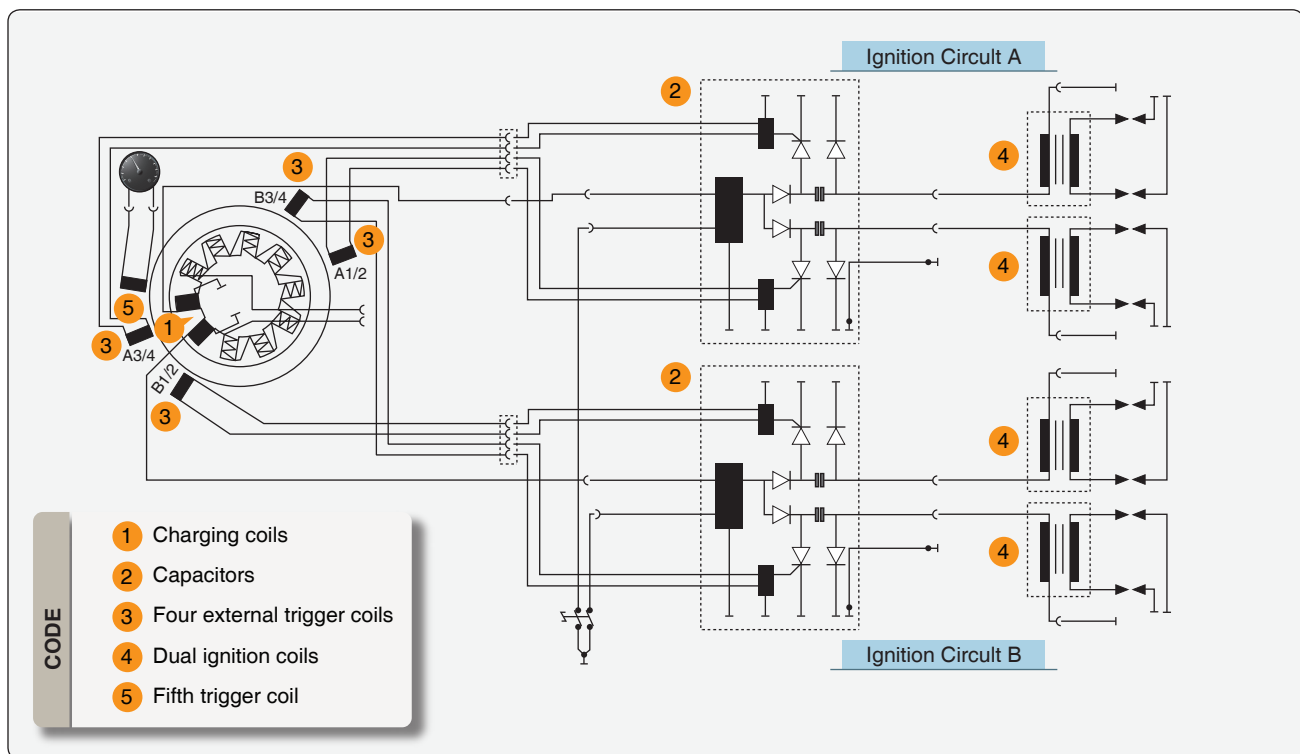 Ignition Circuit A
2
4
3
B3/4
3
A1/2
4
5
1
3
A3/4
B1/2
3
2
4
4
Ignition Circuit B
CODE
1 Charging coils
2 Capacitors
3 Four external trigger coils
4 Dual ignition coils
5 Fifth trigger coil